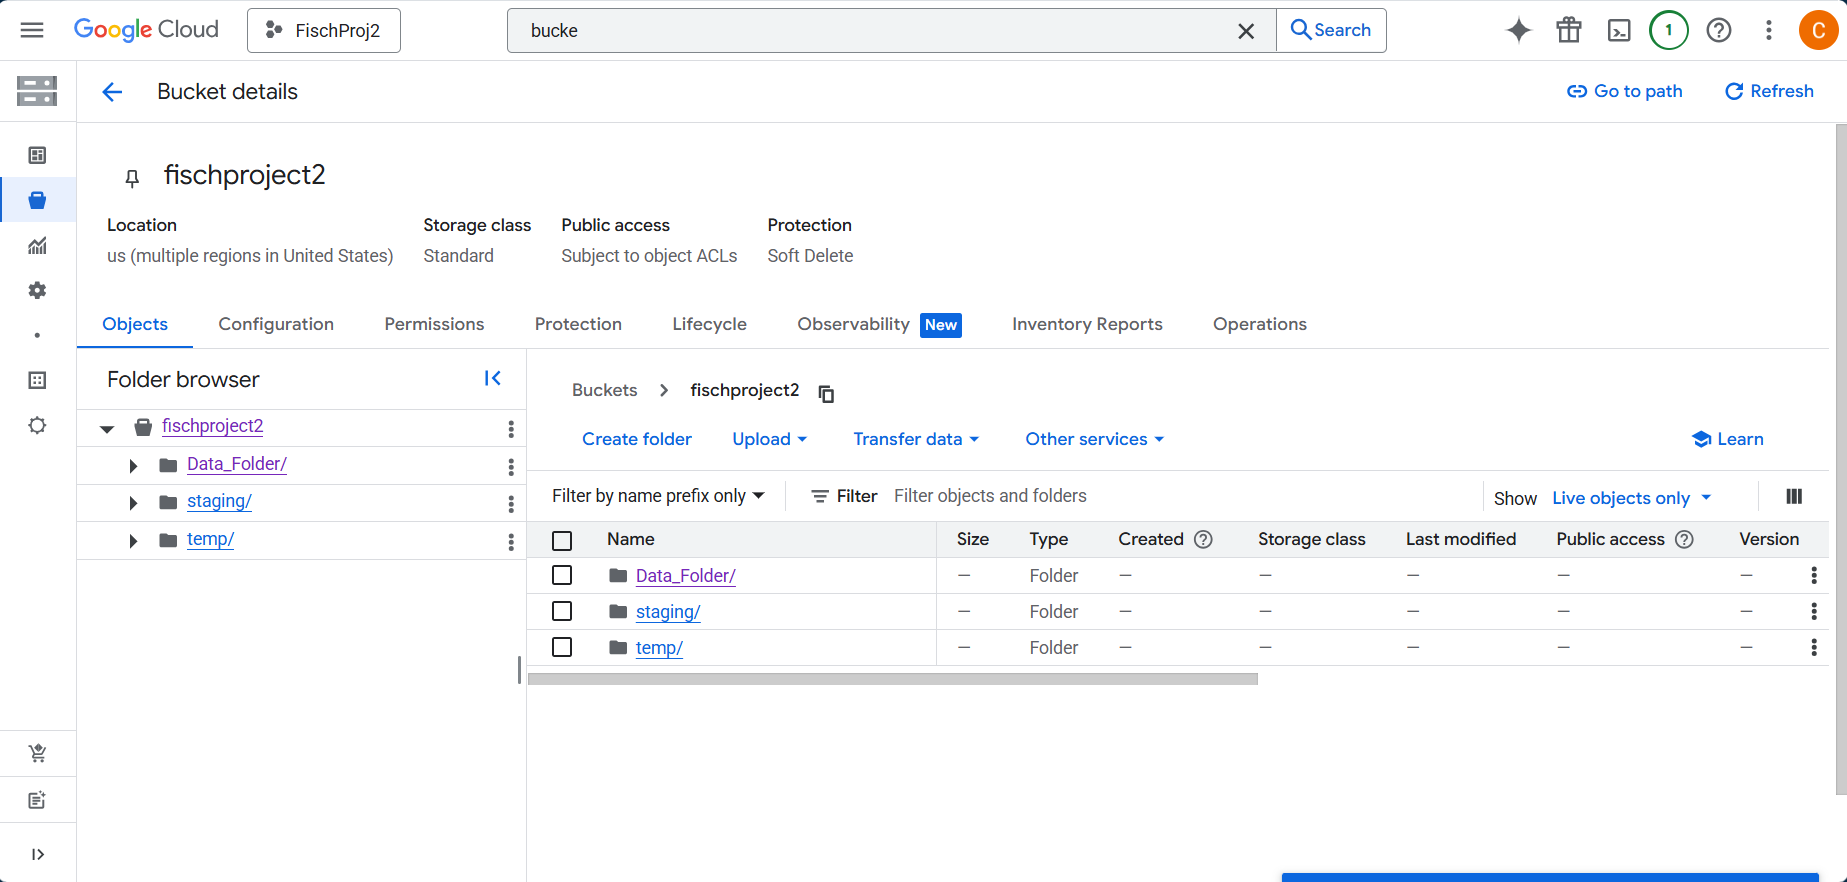 Google Cloud FischProj2 bucke Search 1 C
Bucket details Go to path Refresh
fischproject2
Location Storage class Public access Protection
us (multiple regions in United States) Standard Subject to object ACLs Soft Delete
Objects Configuration Permissions Protection Lifecycle Observability New Inventory Reports Operations
Folder browser
fischproject2
Data_Folder/
staging/
temp/
Buckets fischproject2
Create folder Upload Transfer data Other services Learn
Filter by name prefix only Filter Filter objects and folders Show Live objects only
Name Size Type Created Storage class Last modified Public access Version
Data_Folder/ — Folder — — — — —
staging/ — Folder — — — — —
temp/ — Folder — — — — —